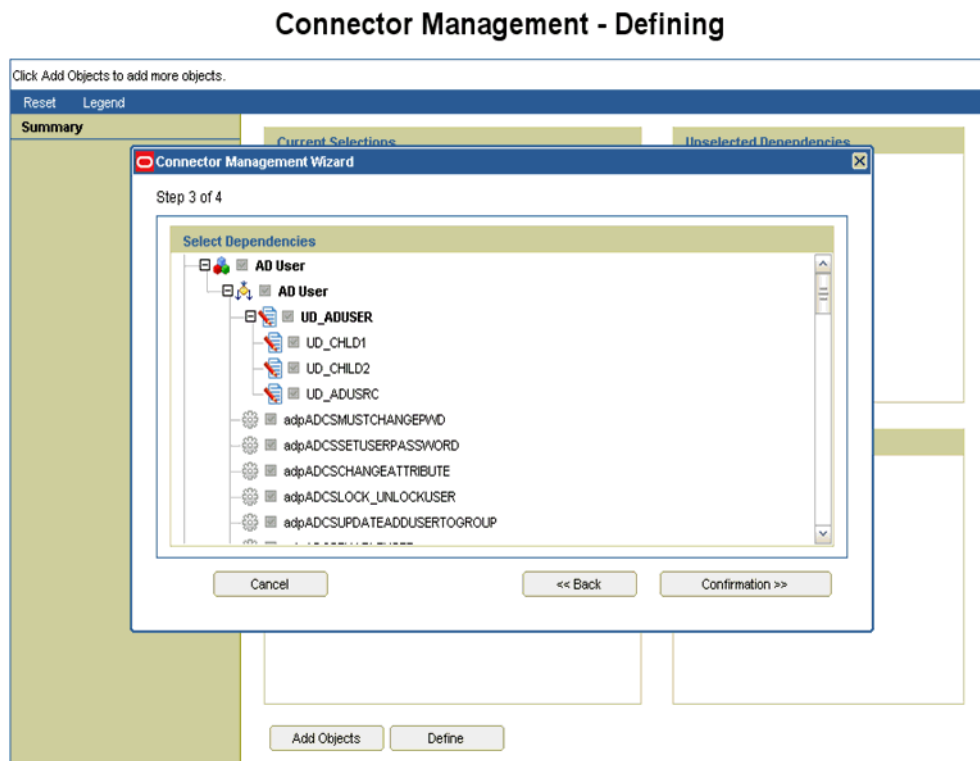 Connector Management - Defining
Click Add Objects to add more objects.
Reset Legend
Summary
Current Selections
Unselected Dependencies
Connector Management Wizard
Step 3 of 4
Select Dependencies
AD User
AD User
UD_ADUSER
UD_CHLD1
UD_CHILD2
UD_ADUSRC
adpADCSMUSTCHANGEPWD
adpADCSSETUSERPASSWORD
adpADCSCHANGEATTRIBUTE
adpADCSLOCK_UNLOCKUSER
adpADCSUPDATEADDUSERTOGROUP
Cancel
<< Back
Confirmation >>
Add Objects
Define